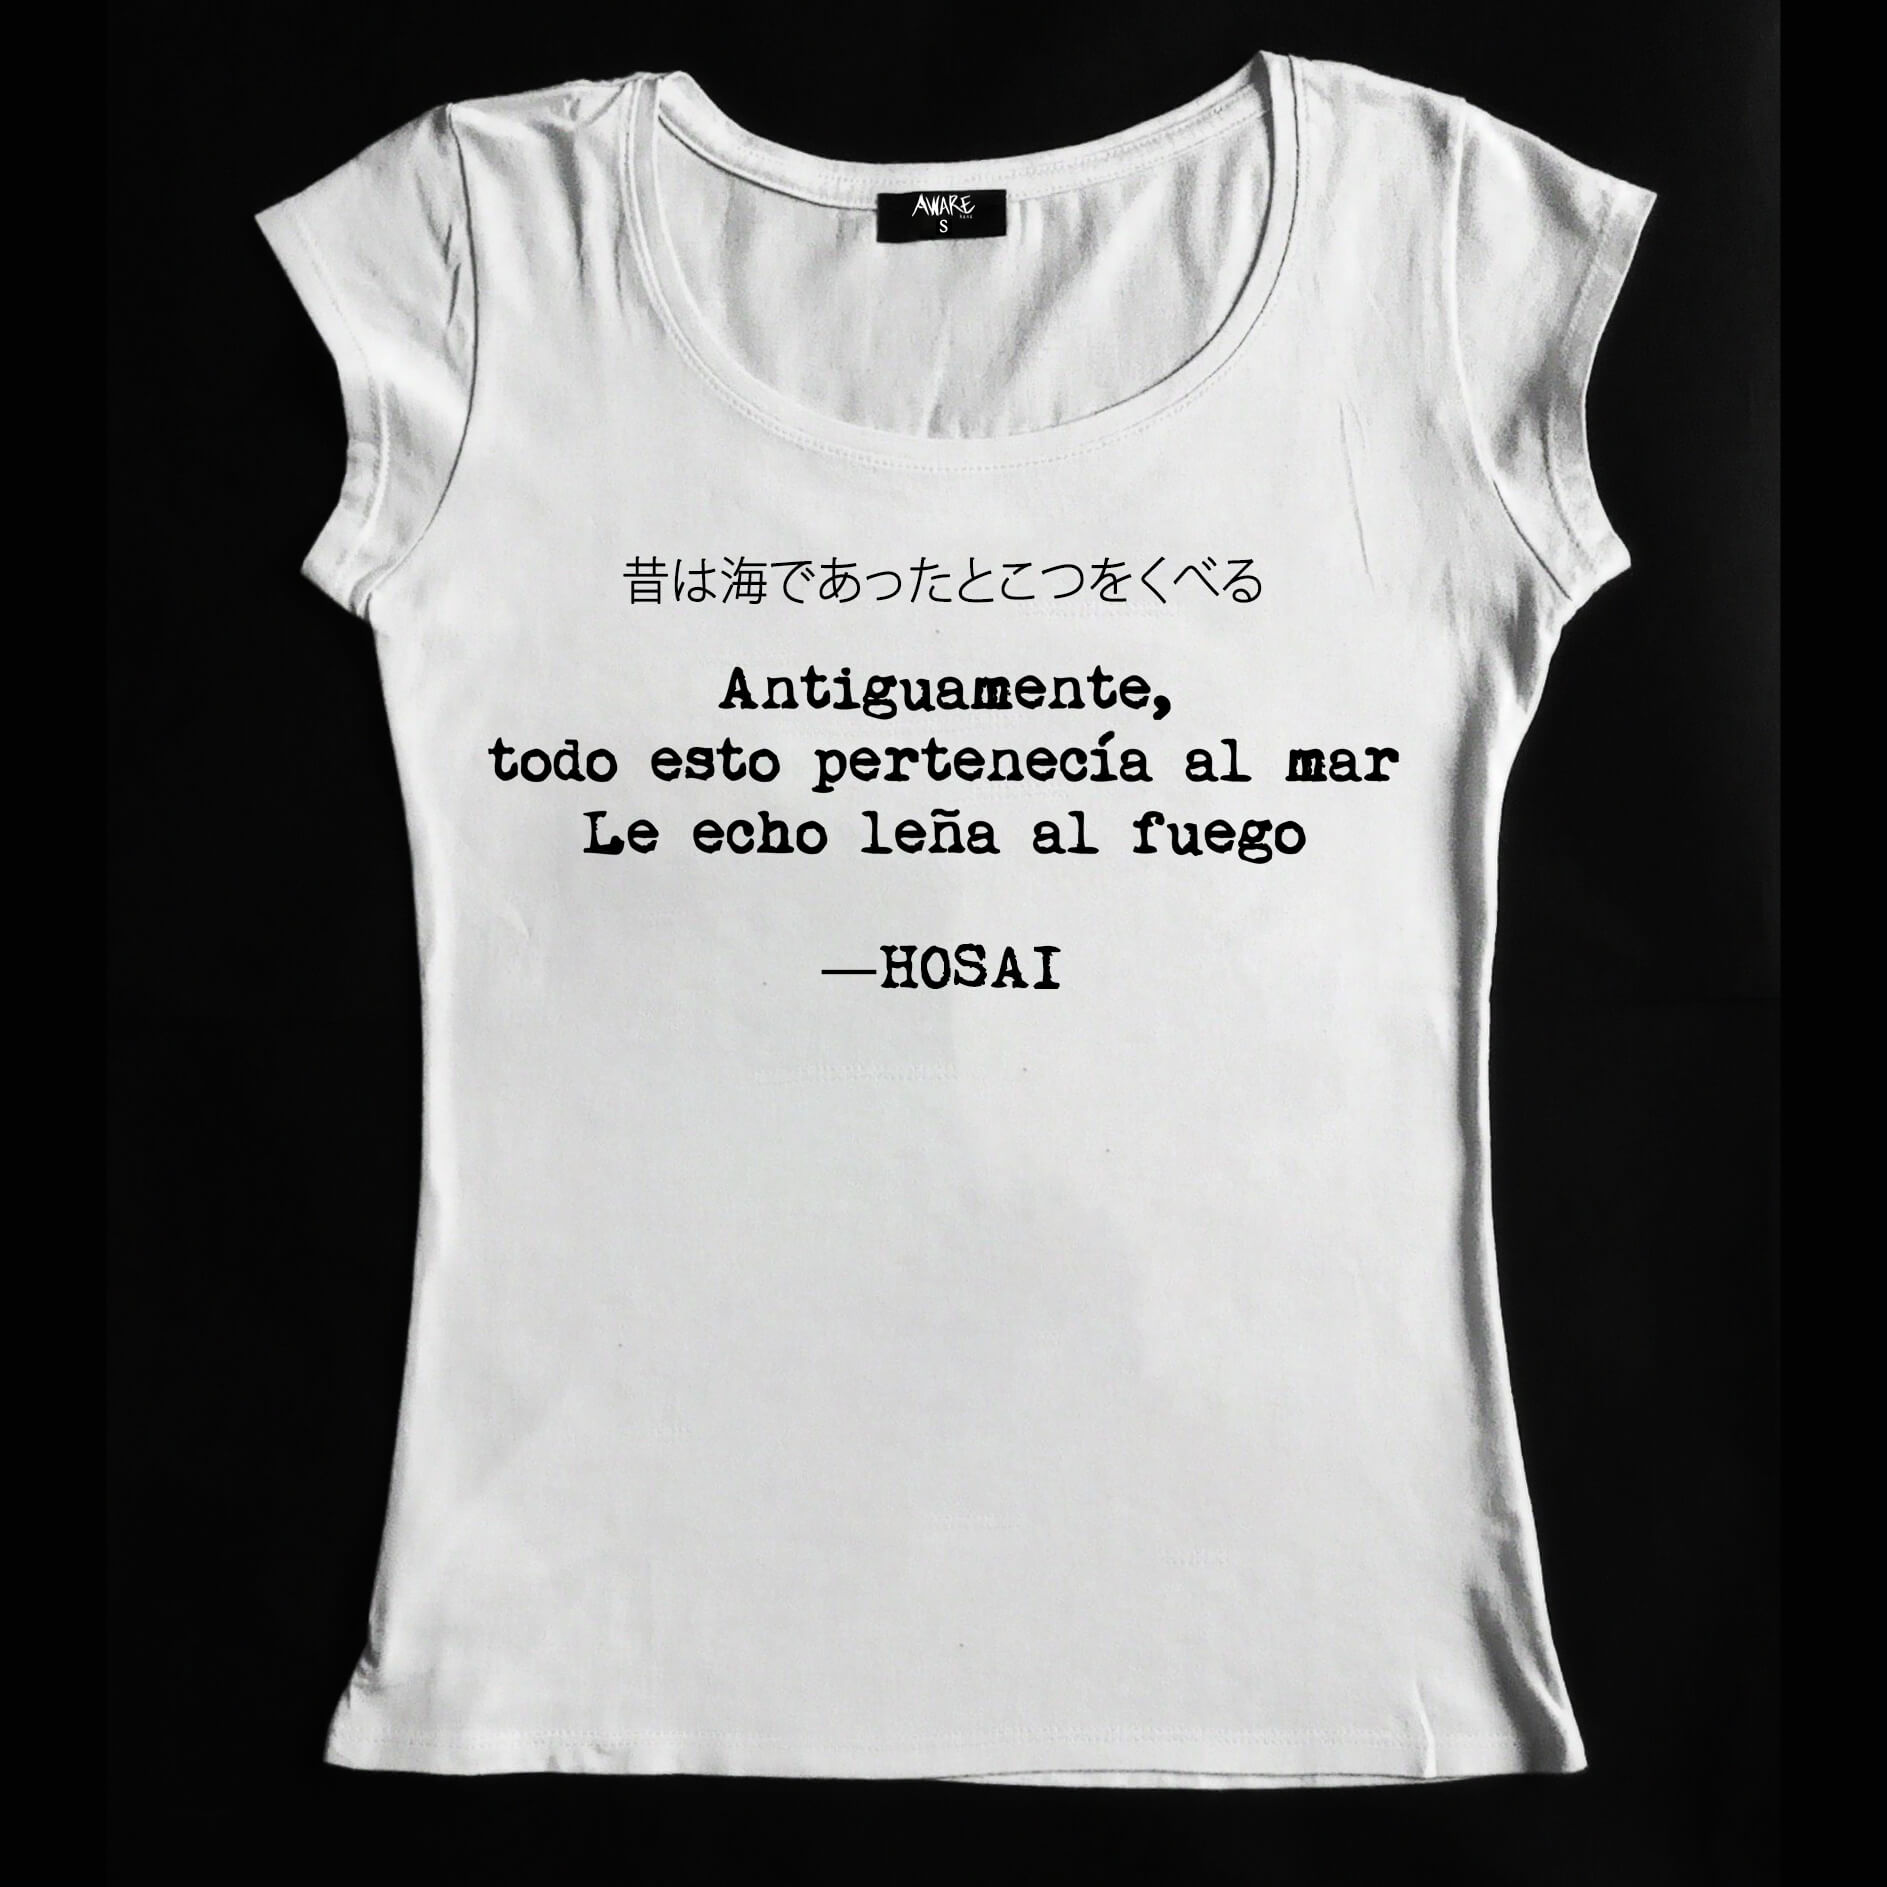 AWARE
S
昔は海であったとこつをくべる
Antiguamente,
todo esto pertenecía al mar
Le echo leña al fuego
—HOSAI